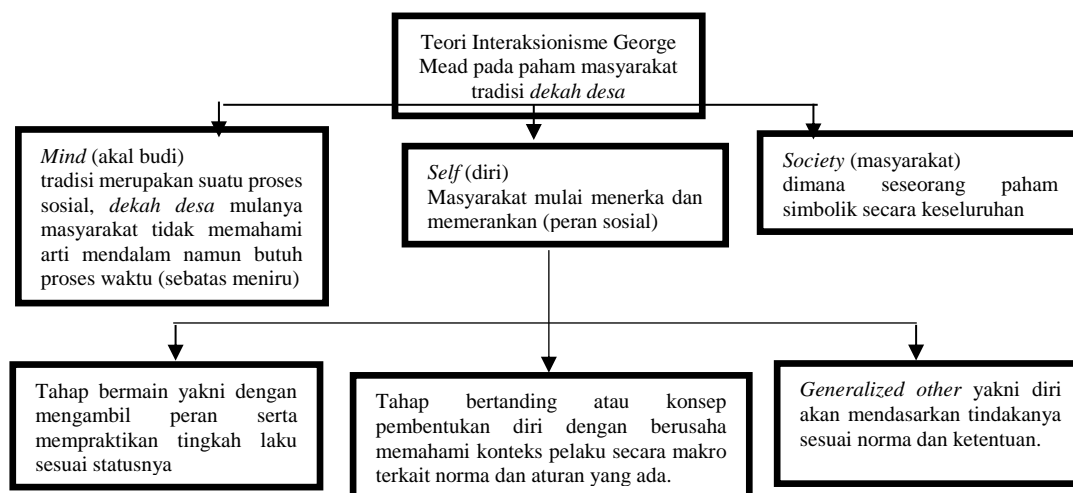 Teori Interaksionisme George
Mead pada paham masyarakat
tradisi dekah desa
Mind (akal budi)
tradisi merupakan suatu proses
sosial, dekah desa mulanya
masyarakat tidak memahami
arti mendalam namun butuh
proses waktu (sebatas meniru)
Self (diri)
Masyarakat mulai menerka dan
memerankan (peran sosial)
Society (masyarakat)
dimana seseorang paham
simbolik secara keseluruhan
Tahap bermain yakni dengan
mengambil peran serta
mempraktikan tingkah laku
sesuai statusnya
Tahap bertanding atau konsep
pembentukan diri dengan berusaha
memahami konteks pelaku secara makro
terkait norma dan aturan yang ada.
Generalized other yakni diri
akan mendasarkan tindakanya
sesuai norma dan ketentuan.